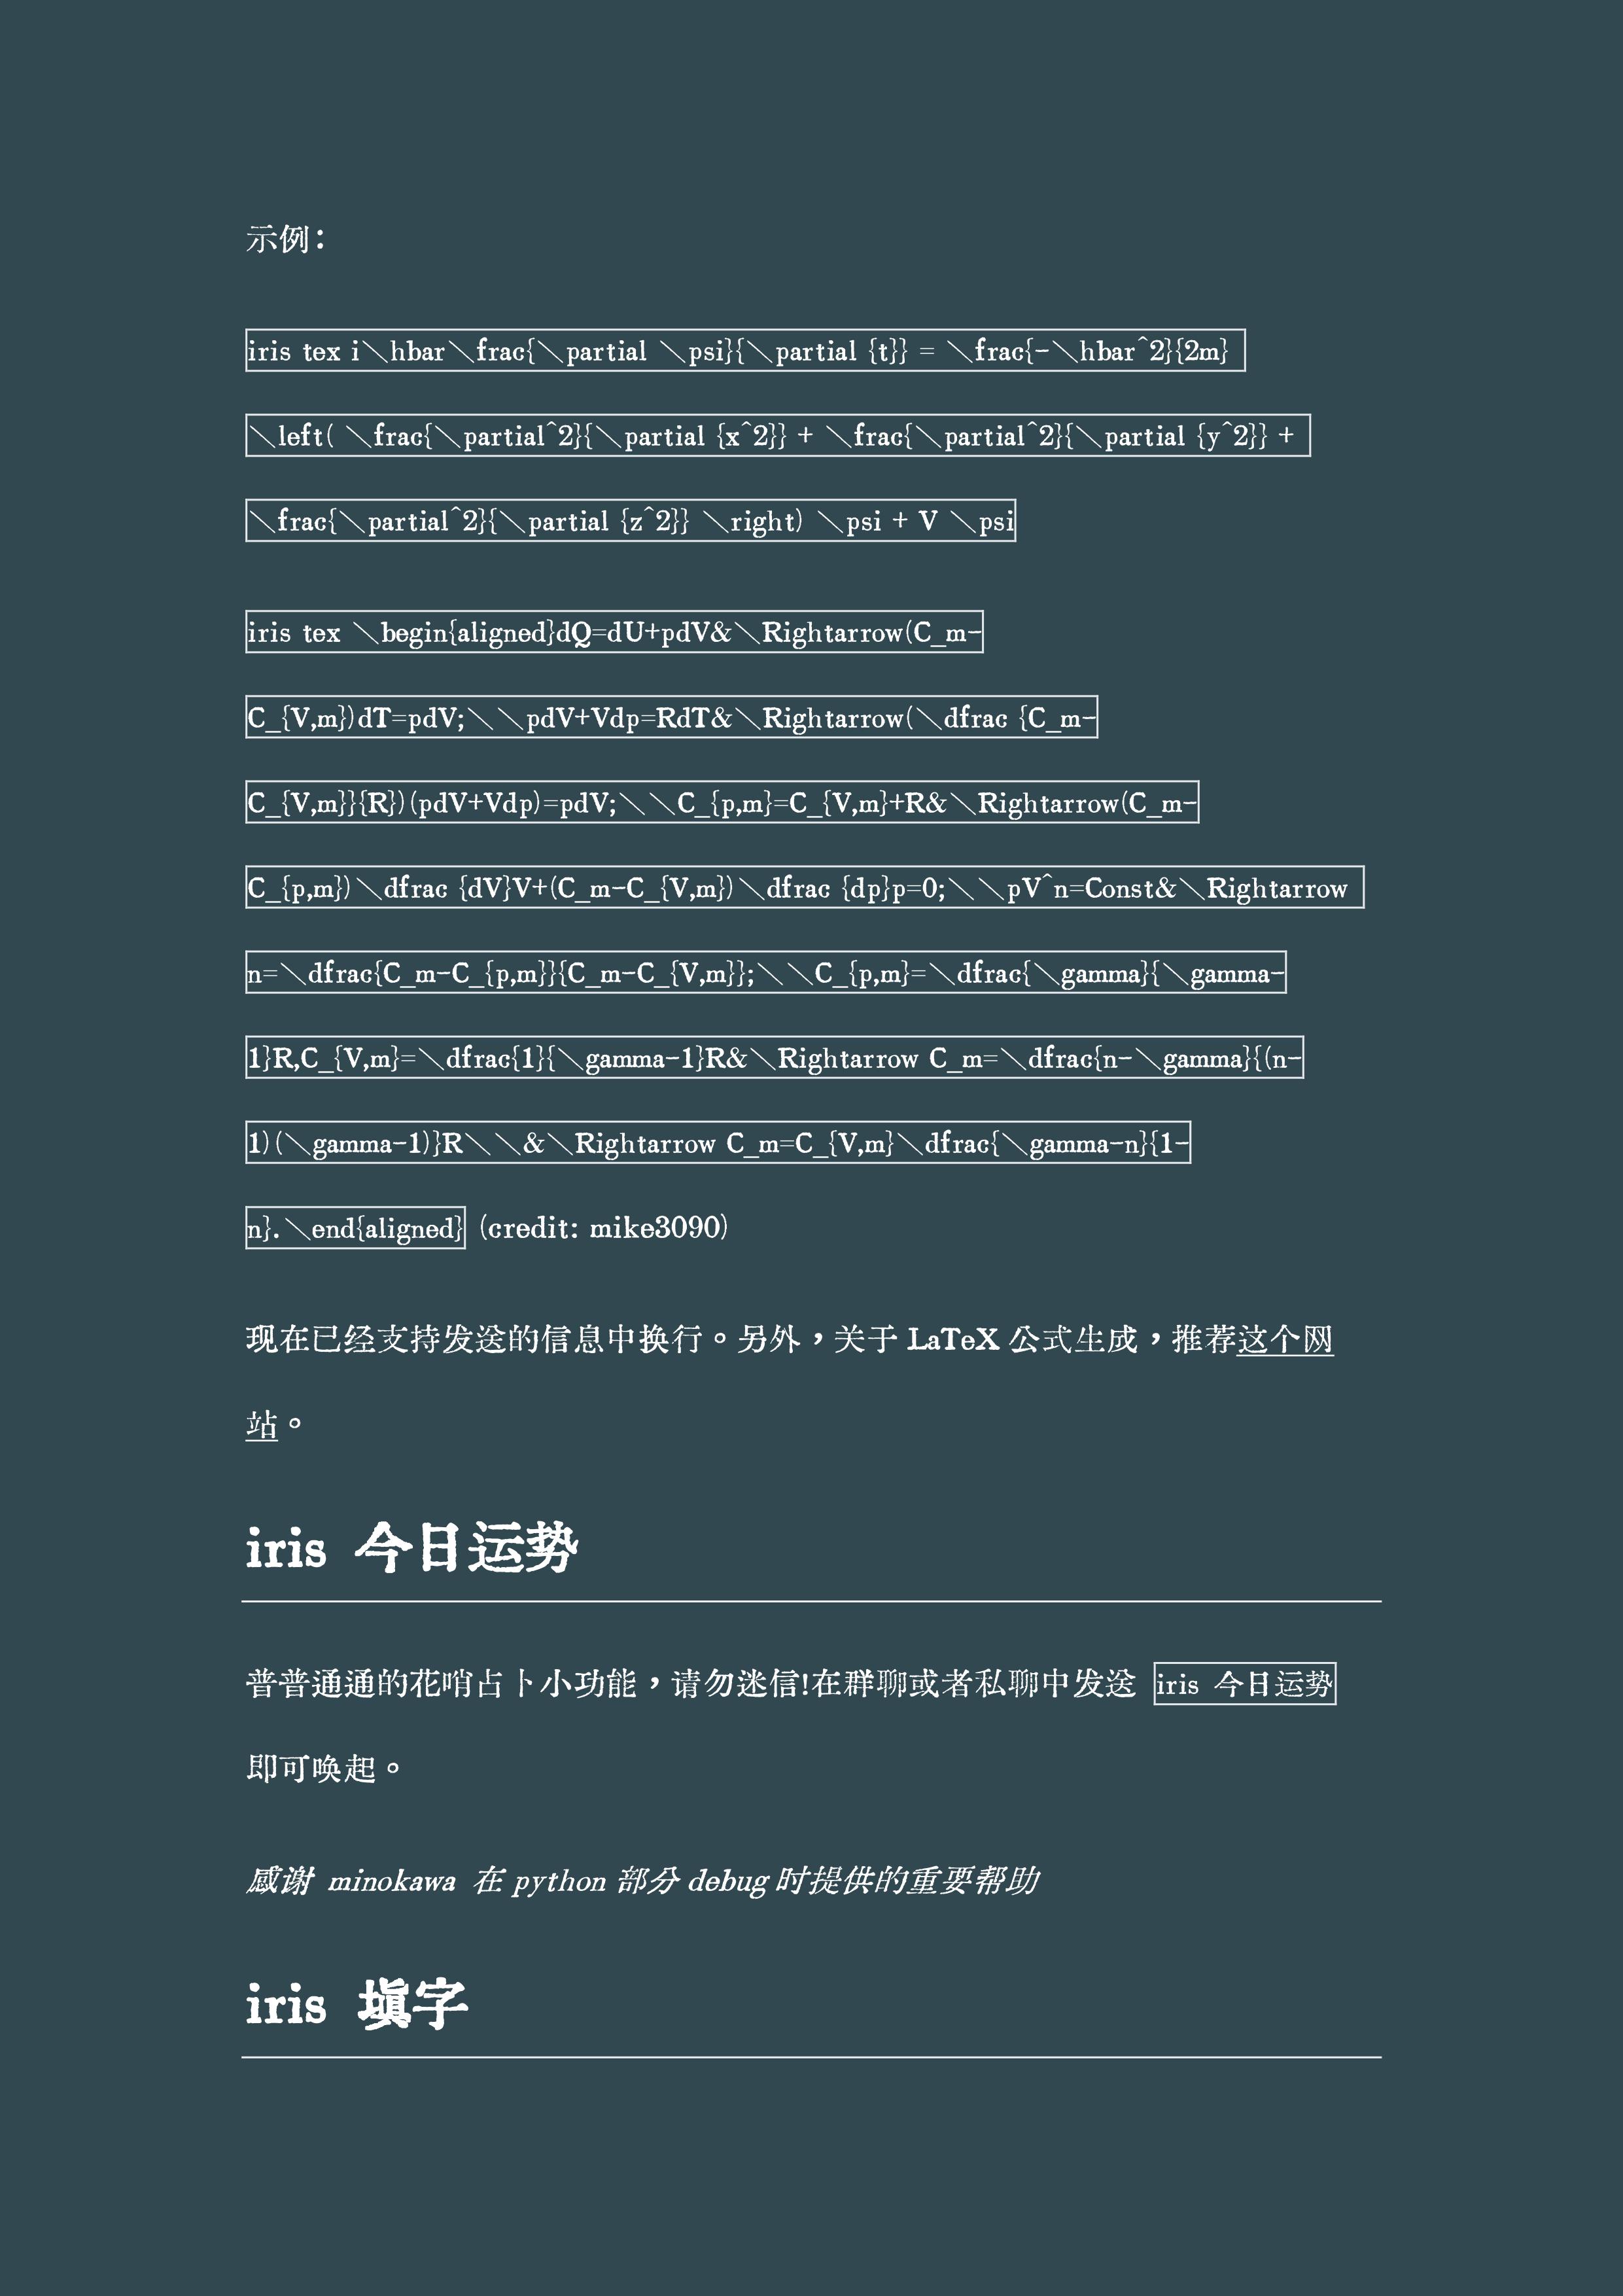 示例：
iris tex i\hbar\frac{\partial \psi}{\partial {t}} = \frac{-\hbar^2}{2m}
\left( \frac{\partial^2}{\partial {x^2}} + \frac{\partial^2}{\partial {y^2}} +
\frac{\partial^2}{\partial {z^2}} \right) \psi + V \psi
iris tex \begin{aligned}dQ=dU+pdV&\Rightarrow(C_m-
C_{V,m})dT=pdV;\\pdV+Vdp=RdT&\Rightarrow(\dfrac {C_m-
C_{V,m}}{R})(pdV+Vdp)=pdV;\\C_{p,m}=C_{V,m}+R&\Rightarrow(C_m-
C_{p,m})\dfrac {dV}V+(C_m-C_{V,m})\dfrac {dp}p=0;\\pV^n=Const&\Rightarrow
n=\dfrac{C_m-C_{p,m}}{C_m-C_{V,m}};\\C_{p,m}=\dfrac{\gamma}{\gamma-
1}R,C_{V,m}=\dfrac{1}{\gamma-1}R&\Rightarrow C_m=\dfrac{n-\gamma}{(n-
1)(\gamma-1)}R\\&\Rightarrow C_m=C_{V,m}\dfrac{\gamma-n}{1-
n}.\end{aligned} (credit: mike3090)
现在已经支持发送的信息中换行。另外，关于 LaTeX 公式生成，推荐这个网
站。
iris 今日运势
普普通通的花哨占卜小功能，请勿迷信!在群聊或者私聊中发送 iris 今日运势
即可唤起。
感谢 minokawa 在 python 部分 debug 时提供的重要帮助
iris 填字